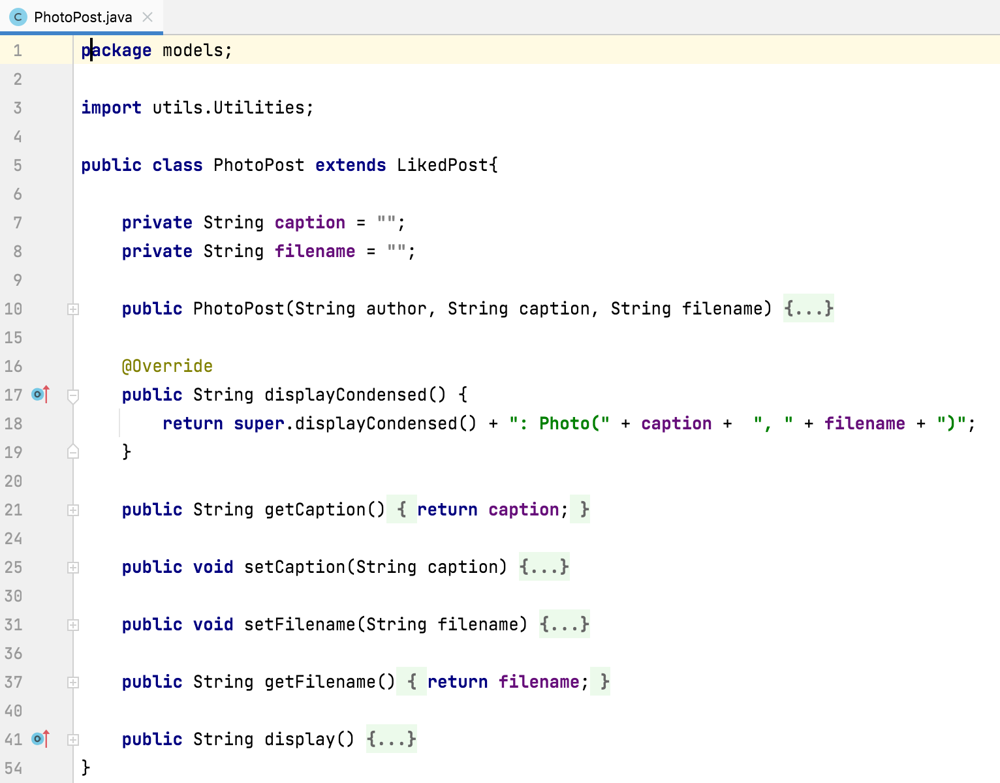 C PhotoPost.java
1 package models;
2
3 import utils.Utilities;
4
5 public class PhotoPost extends LikedPost{
6
7     private String caption = "";
8     private String filename = "";
9
10     public PhotoPost(String author, String caption, String filename) {...}
15
16     @Override
17     public String displayCondensed() {
18         return super.displayCondensed() + ": Photo(" + caption +  ", " + filename + ")";
19     }
20
21     public String getCaption() { return caption; }
24
25     public void setCaption(String caption) {...}
30
31     public void setFilename(String filename) {...}
36
37     public String getFilename() { return filename; }
40
41     public String display() {...}
54 }